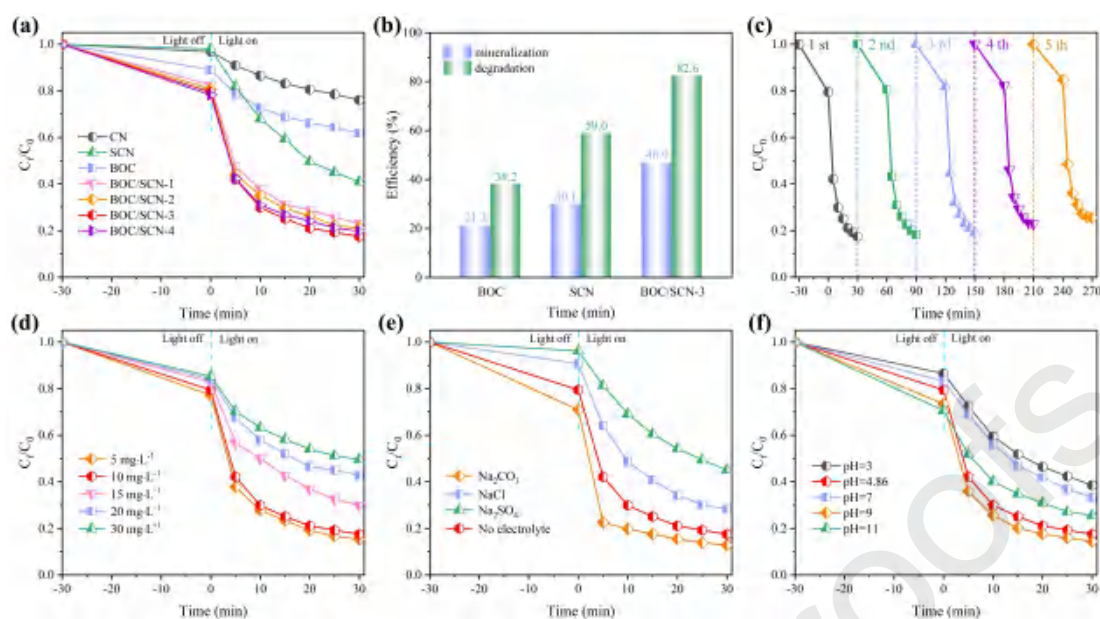 (a)
Light off
Light on
1.0
0.8
0.6
0.4
0.2
0.0
C_t/C_0
CN
SCN
BOC
BOC/SCN-1
BOC/SCN-2
BOC/SCN-3
BOC/SCN-4
-30
-20
-10
0
10
20
30
Time (min)
(b)
100
80
60
40
20
0
Efficiency (%)
mineralization
degradation
38.2
30.1
59.0
82.6
BOC
SCN
BOC/SCN-3
Time (min)
(c)
1.0
0.8
0.6
0.4
0.2
0.0
C_t/C_0
1 st
2 nd
3 rd
4 th
5 th
-30
0
30
60
90
120
150
180
210
240
270
Time (min)
(d)
Light off
Light on
1.0
0.8
0.6
0.4
0.2
0.0
C_t/C_0
5 mg·L⁻¹
10 mg·L⁻¹
15 mg·L⁻¹
20 mg·L⁻¹
30 mg·L⁻¹
-30
-20
-10
0
10
20
30
Time (min)
(e)
Light off
Light on
1.0
0.8
0.6
0.4
0.2
0.0
C_t/C_0
Na₂CO₃
NaCl
Na₂SO₄
No electrolyte
-30
-20
-10
0
10
20
30
Time (min)
(f)
Light off
Light on
1.0
0.8
0.6
0.4
0.2
0.0
C_t/C_0
pH=3
pH=4.86
pH=7
pH=9
pH=11
-30
-20
-10
0
10
20
30
Time (min)